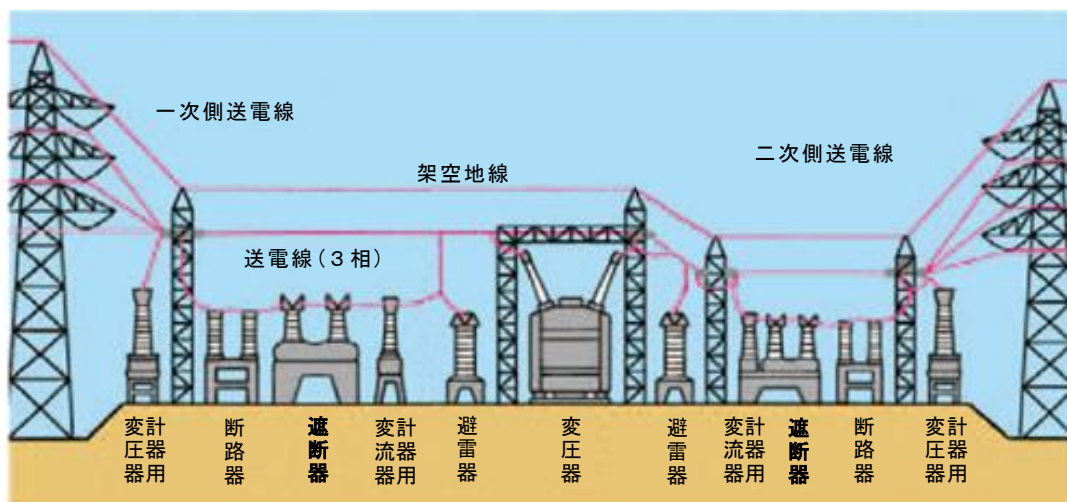 一次側送電線
二次側送電線
架空地線
送電線(3相)
計器用
変圧器
断路器
遮断器
計器用
変流器
避雷器
変圧器
避雷器
計器用
変流器
遮断器
断路器
計器用
変圧器